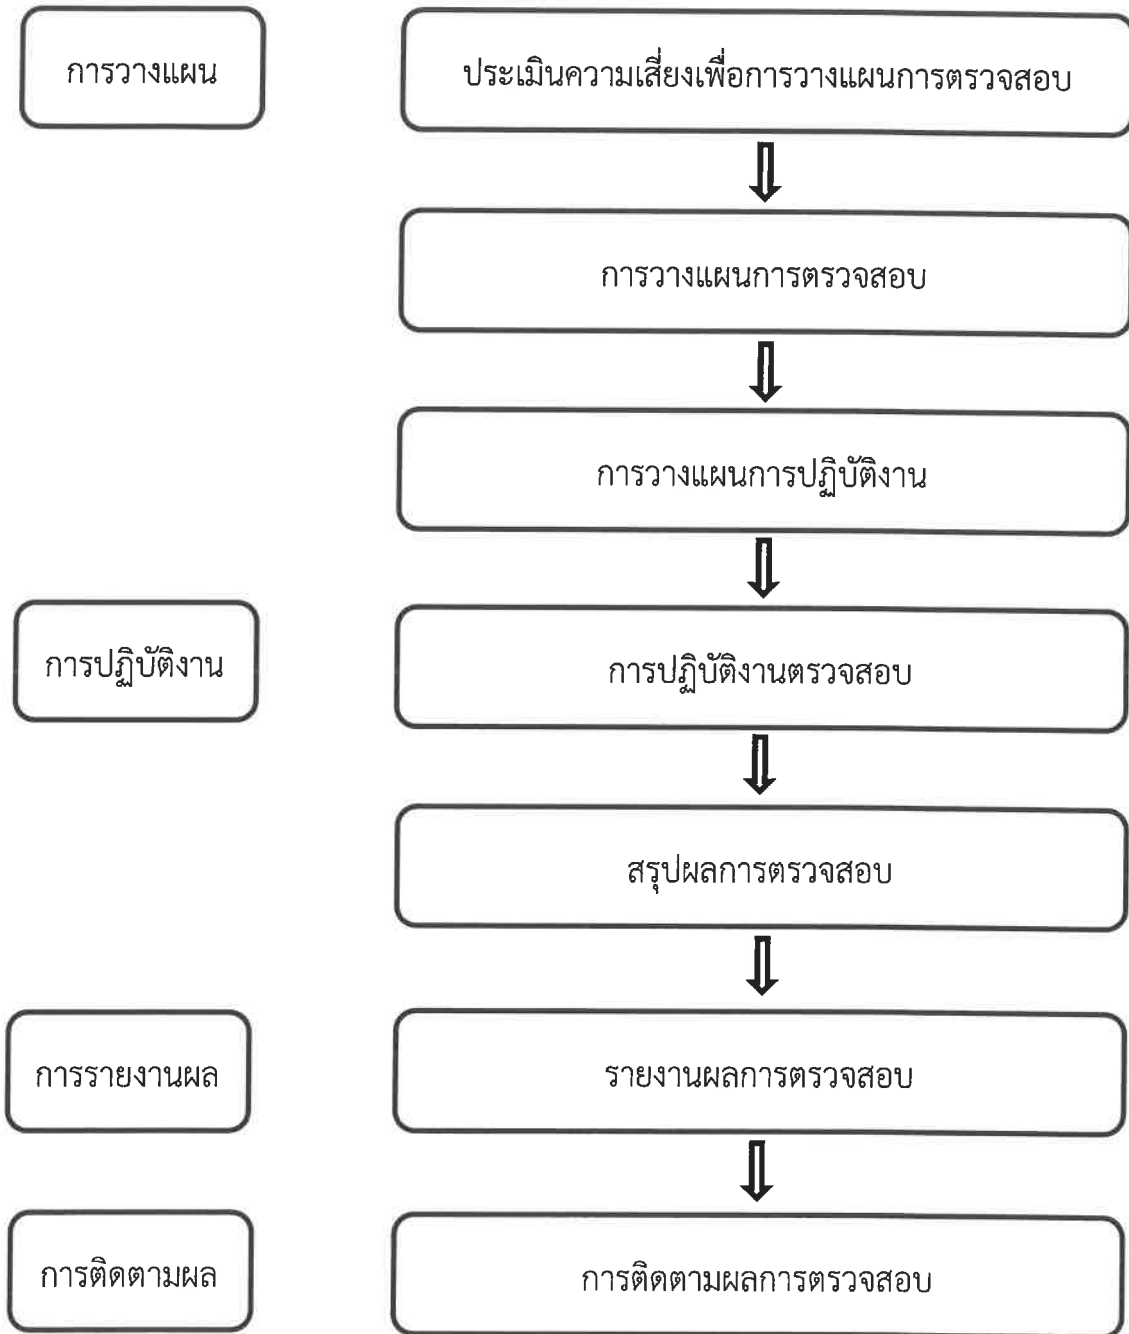 การวางแผน
ประเมินความเสี่ยงเพื่อการวางแผนการตรวจสอบ
การวางแผนการตรวจสอบ
การวางแผนการปฏิบัติงาน
การปฏิบัติงาน
การปฏิบัติงานตรวจสอบ
สรุปผลการตรวจสอบ
การรายงานผล
รายงานผลการตรวจสอบ
การติดตามผล
การติดตามผลการตรวจสอบ